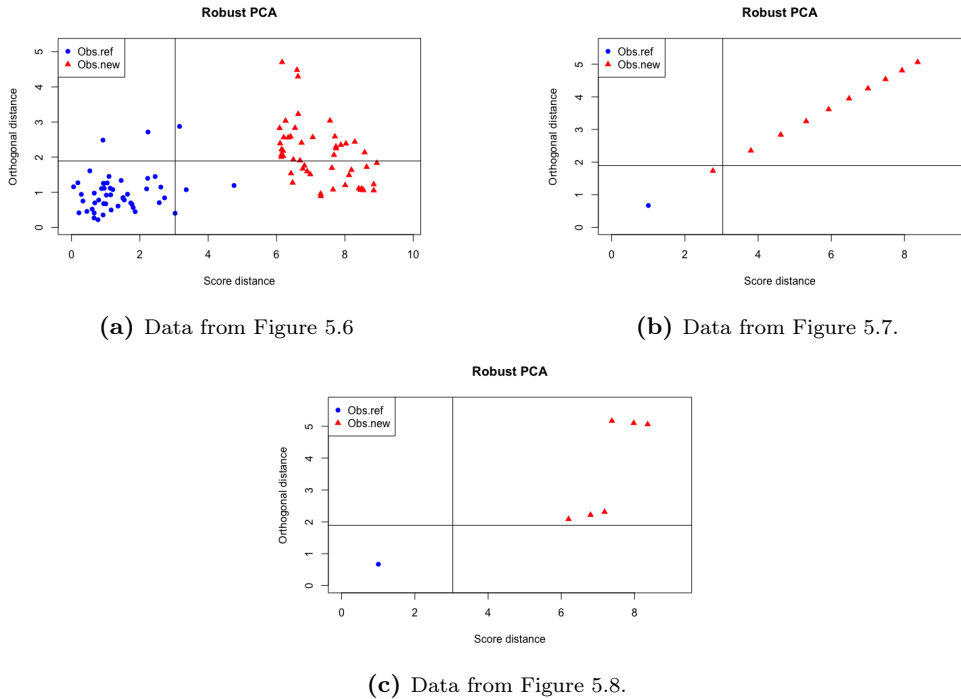 Robust PCA
Obs.ref
Obs.new
Orthogonal distance
5
4
3
2
1
0
0 2 4 6 8 10
Score distance
(a) Data from Figure 5.6
Robust PCA
Obs.ref
Obs.new
Orthogonal distance
5
4
3
2
1
0
0 2 4 6 8
Score distance
(b) Data from Figure 5.7.
Robust PCA
Obs.ref
Obs.new
Orthogonal distance
5
4
3
2
1
0
0 2 4 6 8
Score distance
(c) Data from Figure 5.8.